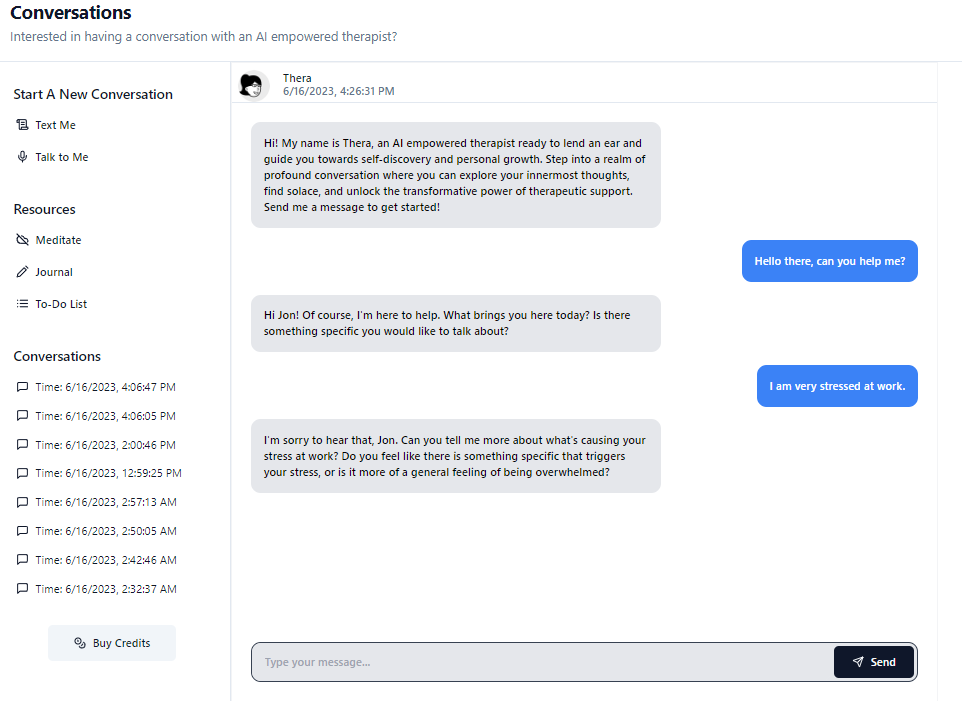 Conversations
Interested in having a conversation with an AI empowered therapist?
Start A New Conversation
Text Me
Talk to Me
Resources
Meditate
Journal
To-Do List
Conversations
Time: 6/16/2023, 4:06:47 PM
Time: 6/16/2023, 4:06:05 PM
Time: 6/16/2023, 2:00:46 PM
Time: 6/16/2023, 12:59:25 PM
Time: 6/16/2023, 2:57:13 AM
Time: 6/16/2023, 2:50:05 AM
Time: 6/16/2023, 2:42:46 AM
Time: 6/16/2023, 2:32:37 AM
Buy Credits
Thera
6/16/2023, 4:26:31 PM
Hi! My name is Thera, an AI empowered therapist ready to lend an ear and
guide you towards self-discovery and personal growth. Step into a realm of
profound conversation where you can explore your innermost thoughts,
find solace, and unlock the transformative power of therapeutic support.
Send me a message to get started!
Hello there, can you help me?
Hi Jon! Of course, I'm here to help. What brings you here today? Is there
something specific you would like to talk about?
I am very stressed at work.
I'm sorry to hear that, Jon. Can you tell me more about what's causing your
stress at work? Do you feel like there is something specific that triggers
your stress, or is it more of a general feeling of being overwhelmed?
Type your message...
Send